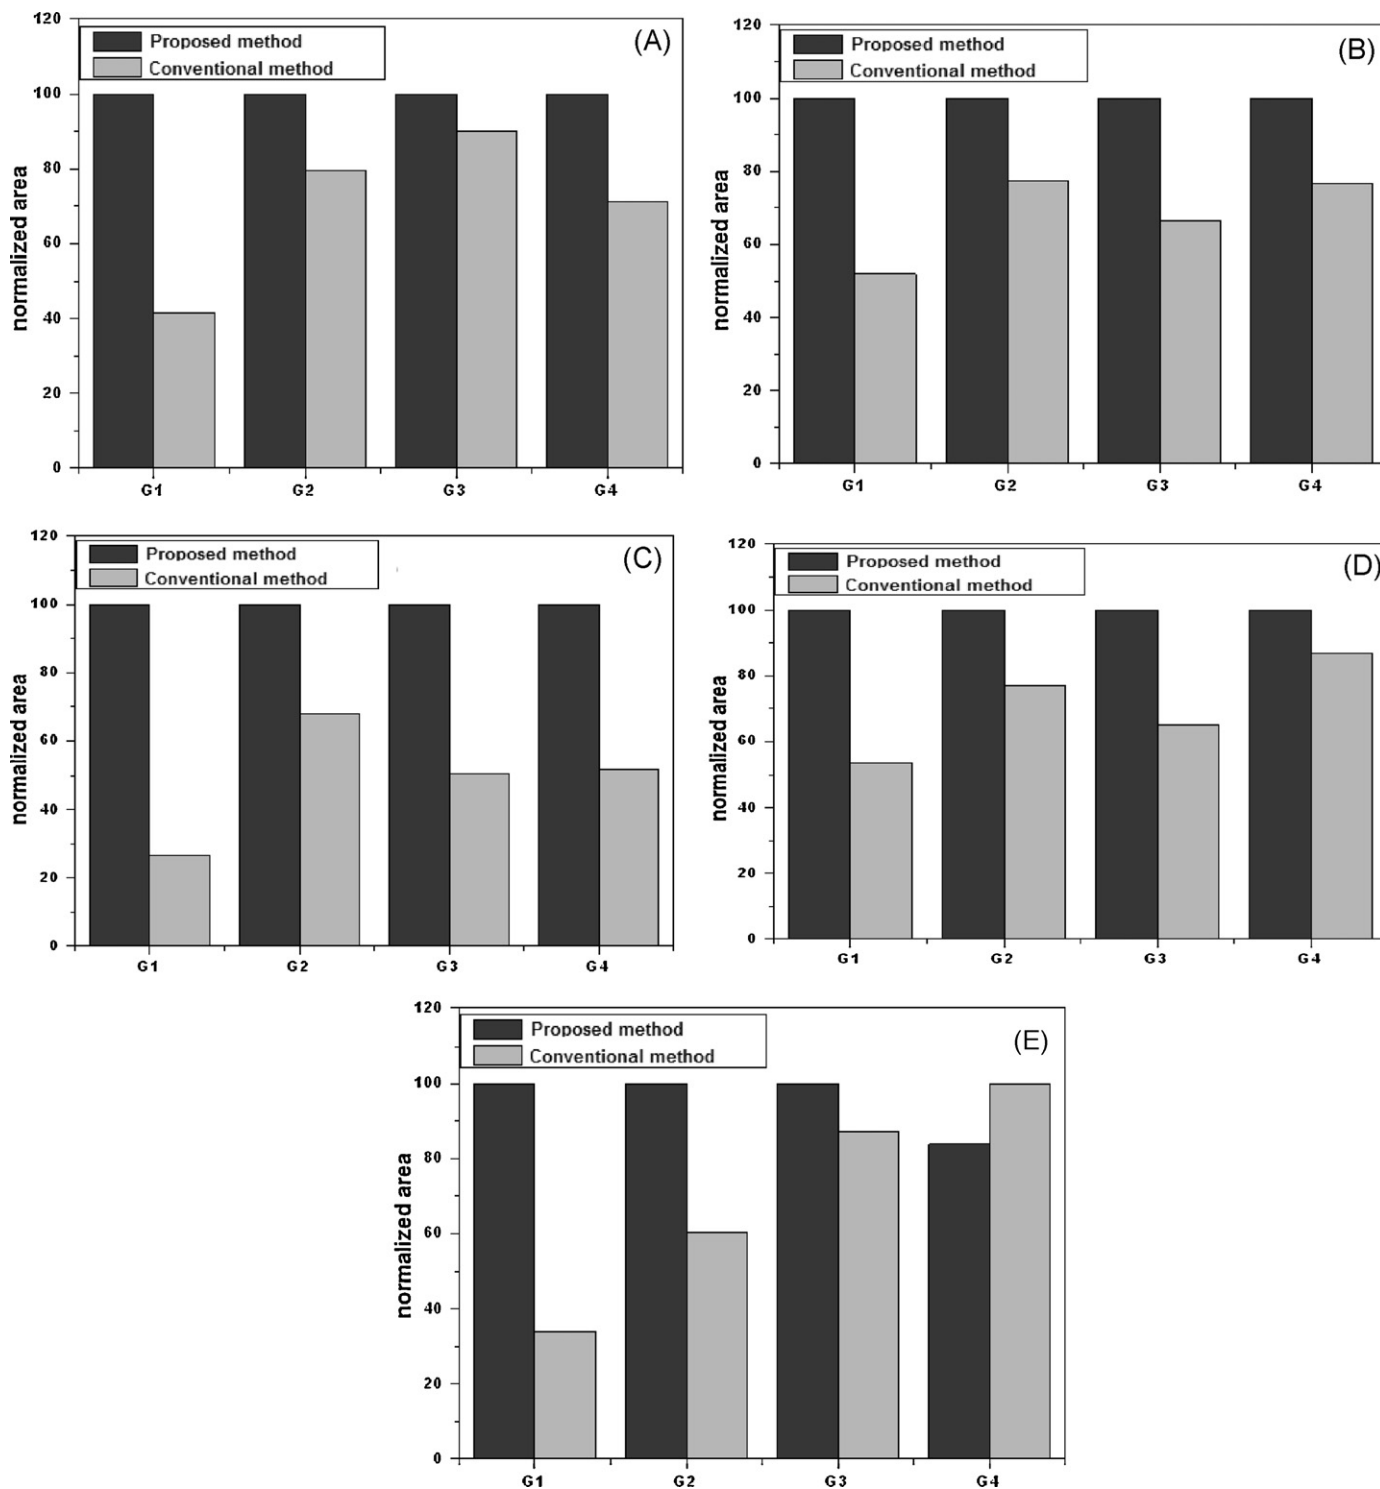 120
100
80
60
40
20
0
normalized area
Proposed method
Conventional method
(A)
G1 G2 G3 G4
120
100
80
60
40
20
0
normalized area
Proposed method
Conventional method
(B)
G1 G2 G3 G4
120
100
80
60
40
20
0
normalized area
Proposed method
Conventional method
(C)
G1 G2 G3 G4
120
100
80
60
40
20
0
normalized area
Proposed method
Conventional method
(D)
G1 G2 G3 G4
120
100
80
60
40
20
0
normalized area
Proposed method
Conventional method
(E)
G1 G2 G3 G4